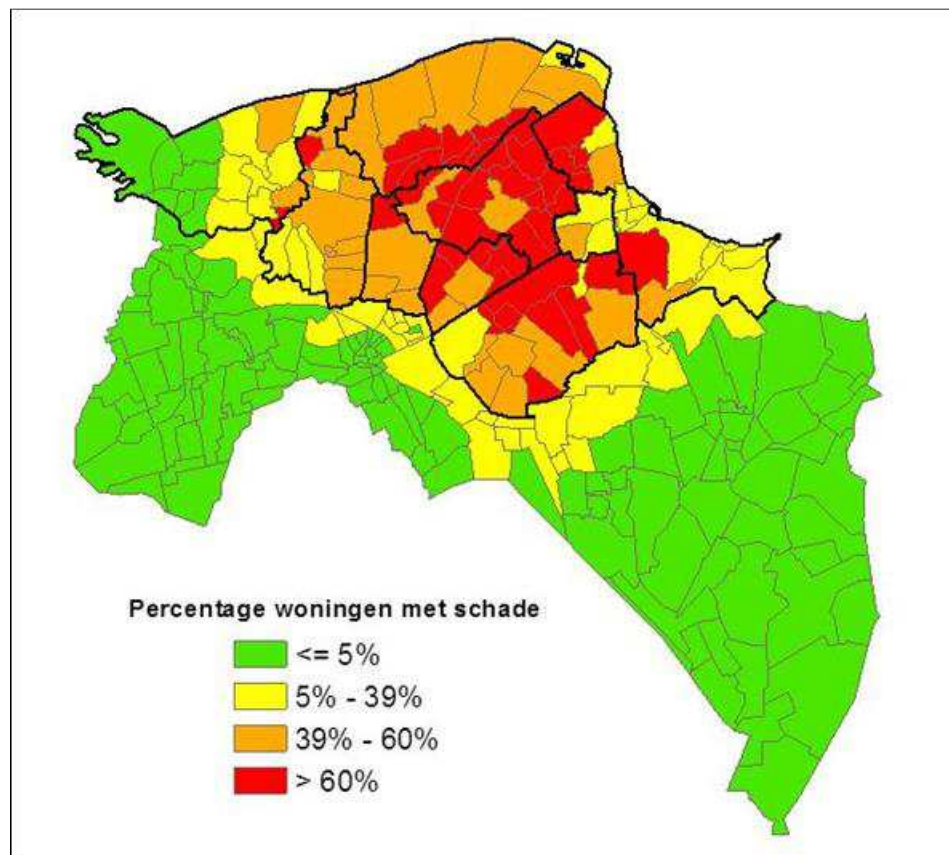 Percentage woningen met schade
<= 5%
5% - 39%
39% - 60%
> 60%